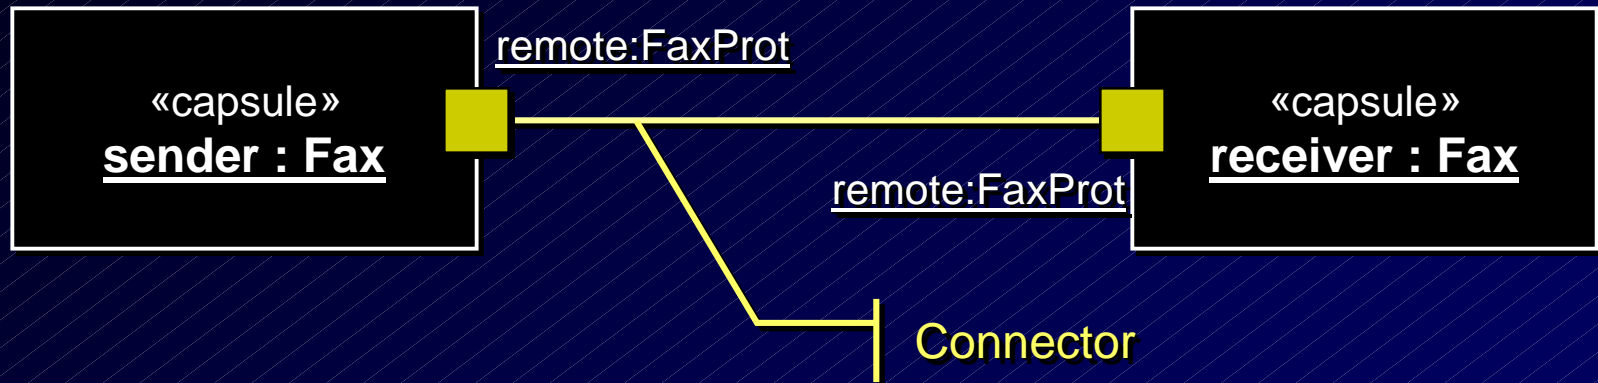 remote:FaxProt
«capsule»
sender : Fax
«capsule»
receiver : Fax
remote:FaxProt
Connector